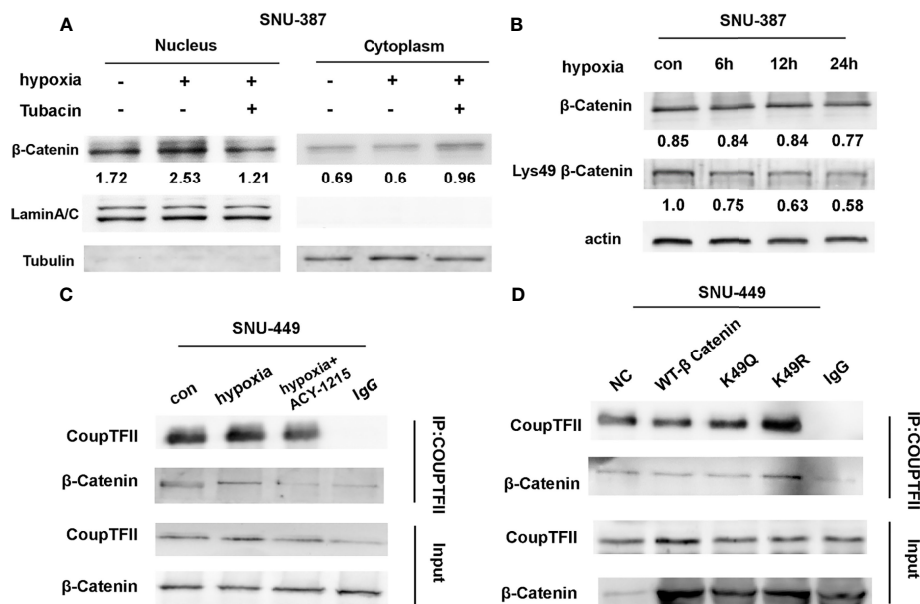 A
SNU-387
Nucleus Cytoplasm
hypoxia - + + - + +
Tubacin - - + - - +
β-Catenin
1.72 2.53 1.21 0.69 0.6 0.96
LaminA/C
Tubulin
B
SNU-387
hypoxia con 6h 12h 24h
β-Catenin
0.85 0.84 0.84 0.77
Lys49 β-Catenin
1.0 0.75 0.63 0.58
actin
C
SNU-449
con hypoxia hypoxia+ ACY-1215 IgG
CoupTFII
β-Catenin
IP:COUPTFII
CoupTFII
β-Catenin
Input
D
SNU-449
NC WT-β Catenin K49Q K49R IgG
CoupTFII
β-Catenin
IP:COUPTFII
CoupTFII
β-Catenin
Input